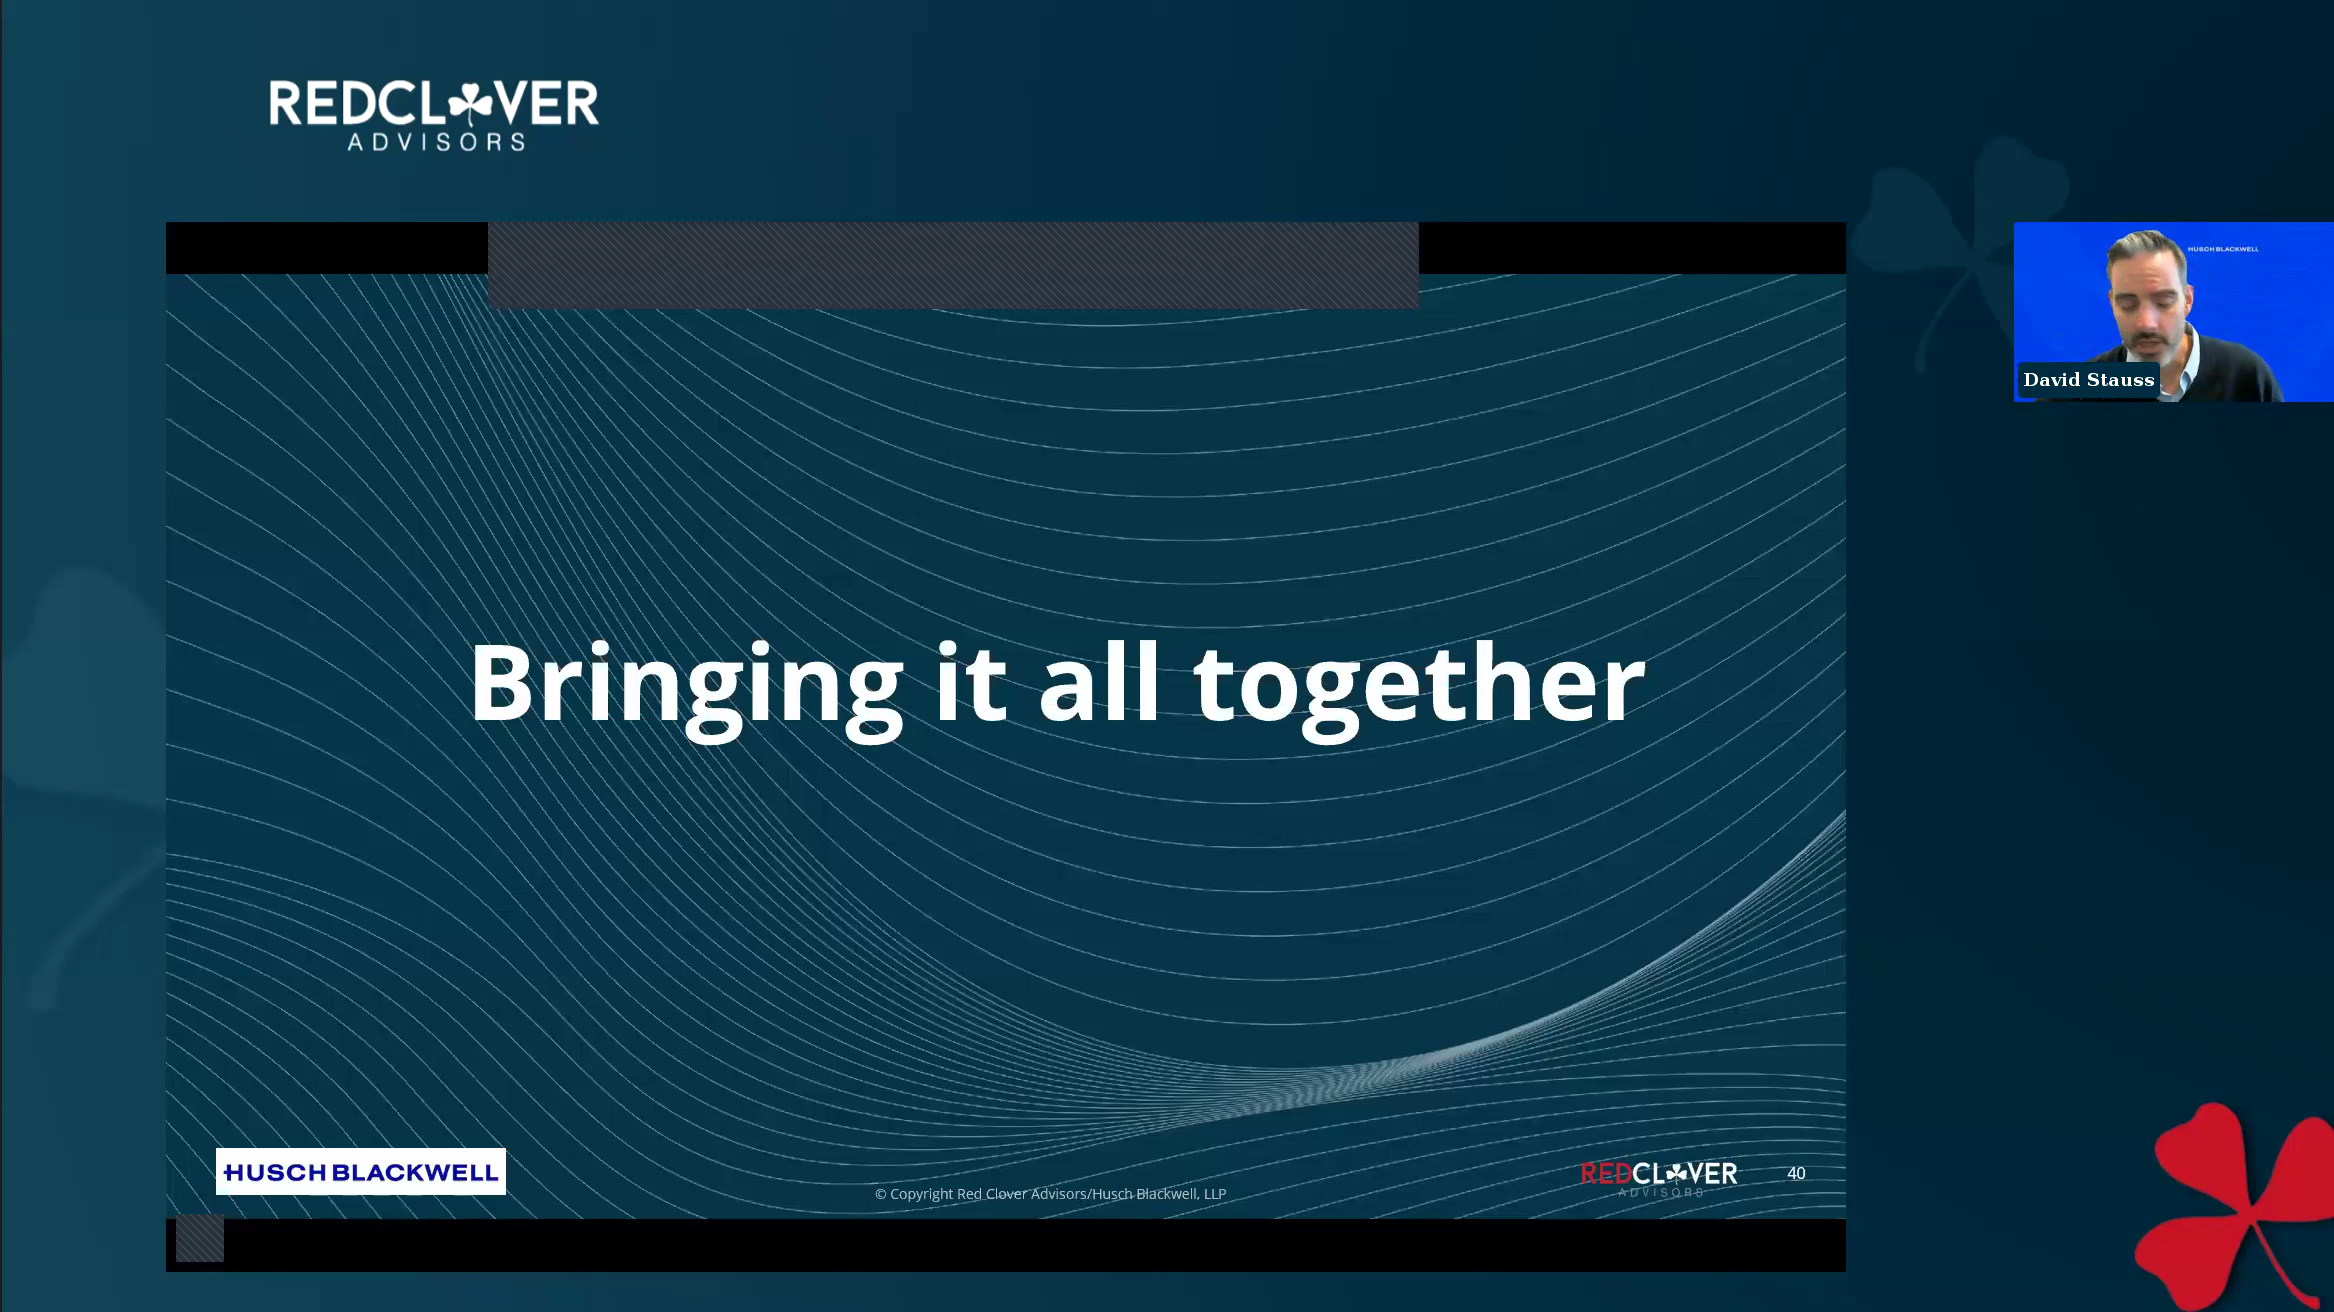 REDCLOVER
ADVISORS
HUSCH BLACKWELL
David Stauss
Bringing it all together
HUSCH BLACKWELL
© Copyright Red Clover Advisors/Husch Blackwell, LLP
REDCLOVER
ADVISORS
40